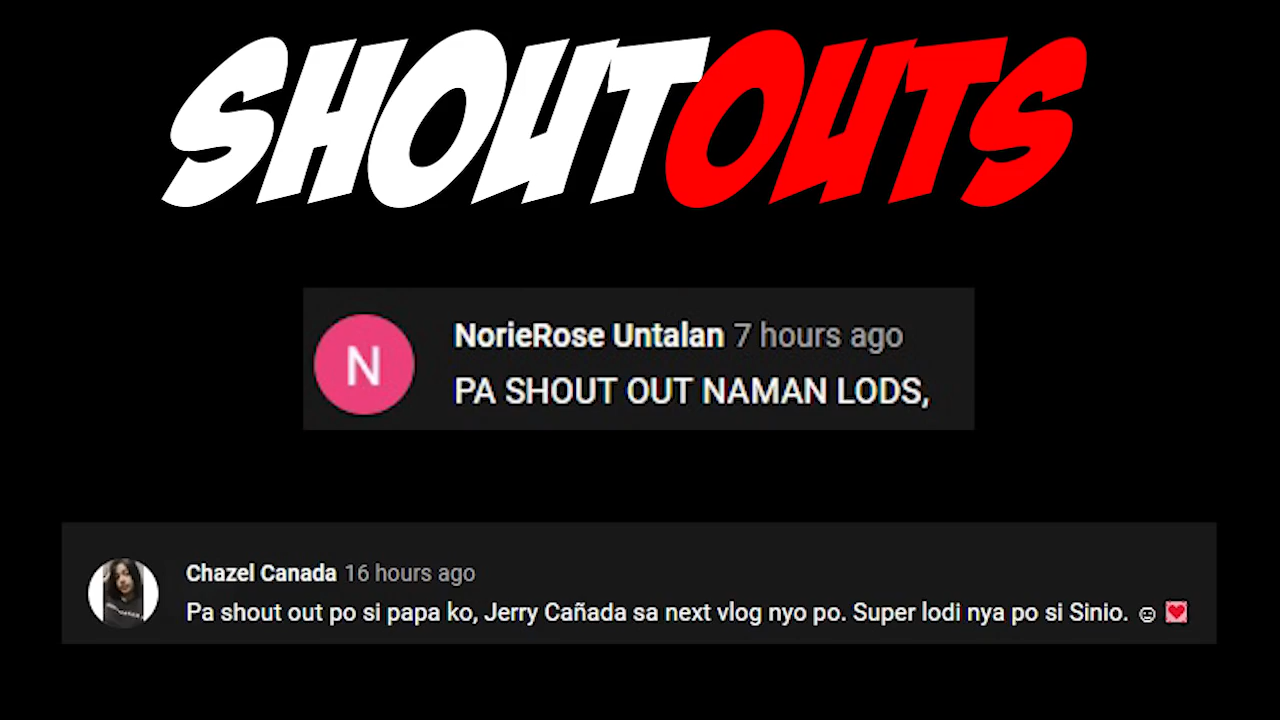 SHOUTOUTS
N
NorieRose Untalan 7 hours ago
PA SHOUT OUT NAMAN LODS,
Chazel Canada 16 hours ago
Pa shout out po si papa ko, Jerry Cañada sa next vlog nyo po. Super lodi nya po si Sinio. ☺ 💟